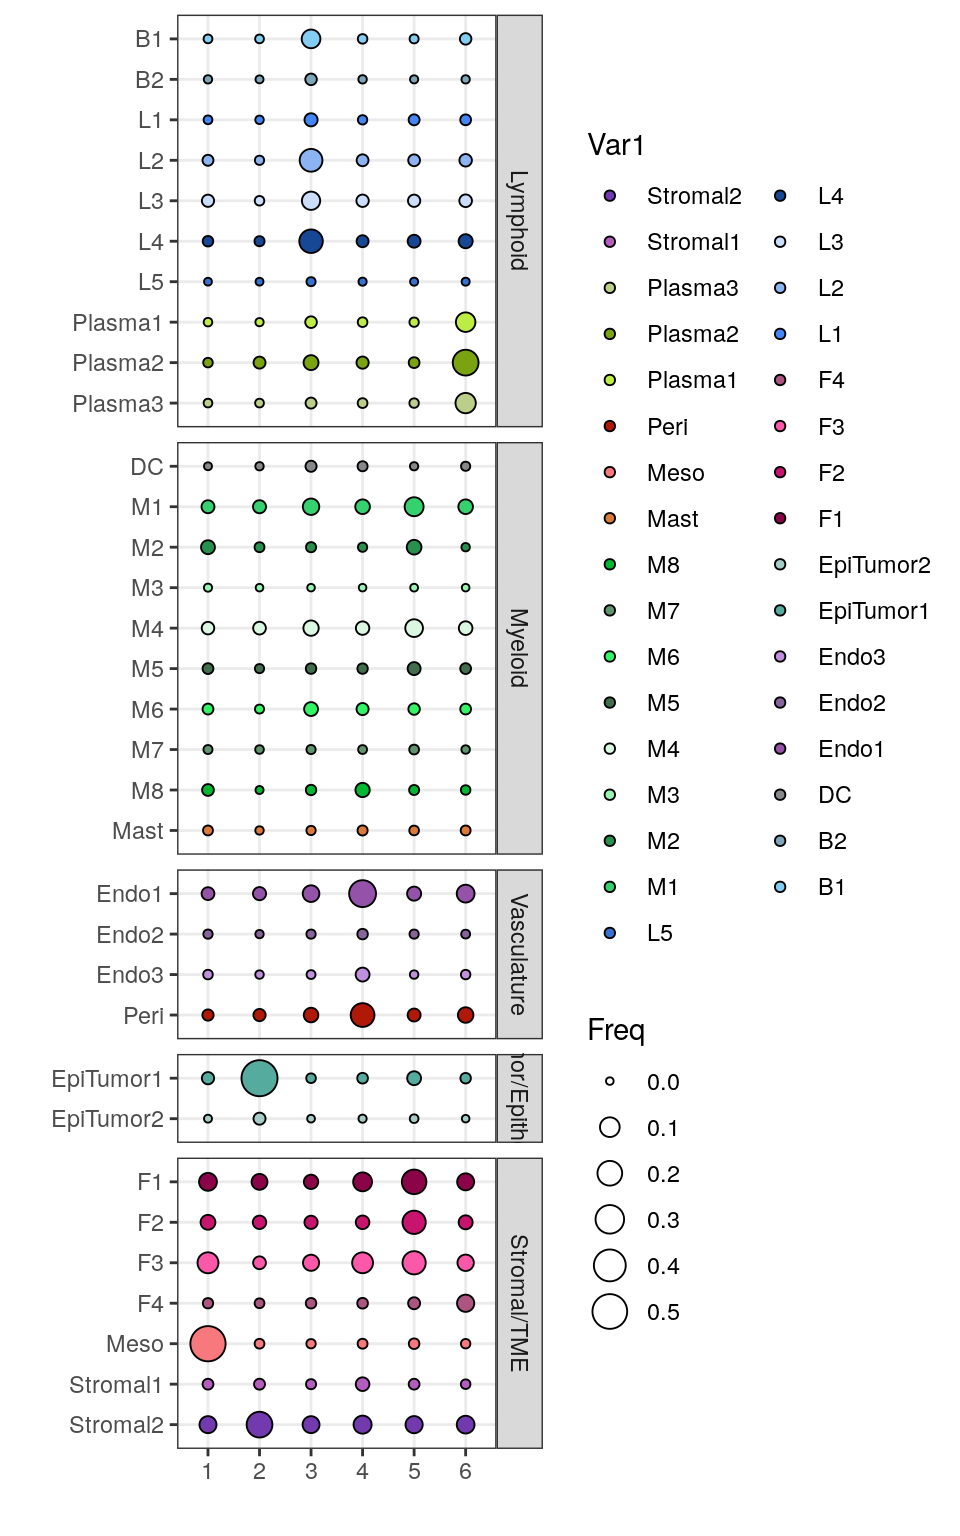 B1
B2
L1
L2
L3
L4
L5
Plasma1
Plasma2
Plasma3
Lymphoid
DC
M1
M2
M3
M4
M5
M6
M7
M8
Mast
Myeloid
Endo1
Endo2
Endo3
Peri
Vasculature
EpiTumor1
EpiTumor2
nor/Epith
F1
F2
F3
F4
Meso
Stromal1
Stromal2
Stromal/TME
1 2 3 4 5 6
Var1
Stromal2
Stromal1
Plasma3
Plasma2
Plasma1
Peri
Meso
Mast
M8
M7
M6
M5
M4
M3
M2
M1
L5
L4
L3
L2
L1
F4
F3
F2
F1
EpiTumor2
EpiTumor1
Endo3
Endo2
Endo1
DC
B2
B1
Freq
0.0
0.1
0.2
0.3
0.4
0.5